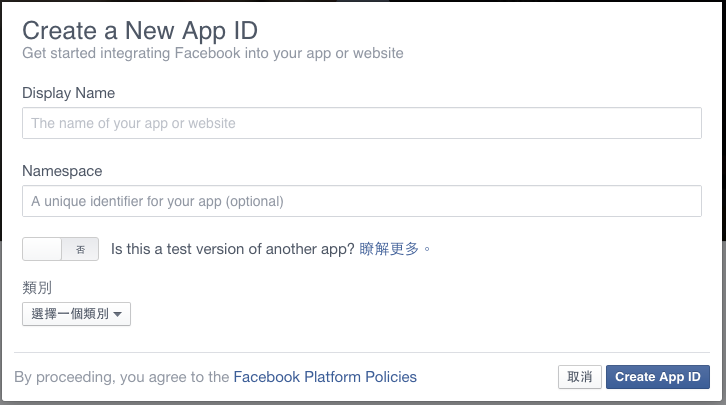 Create a New App ID
Get started integrating Facebook into your app or website
Display Name
The name of your app or website
Namespace
A unique identifier for your app (optional)
否 Is this a test version of another app? 瞭解更多。
類別
選擇一個類別
By proceeding, you agree to the Facebook Platform Policies 取消 Create App ID